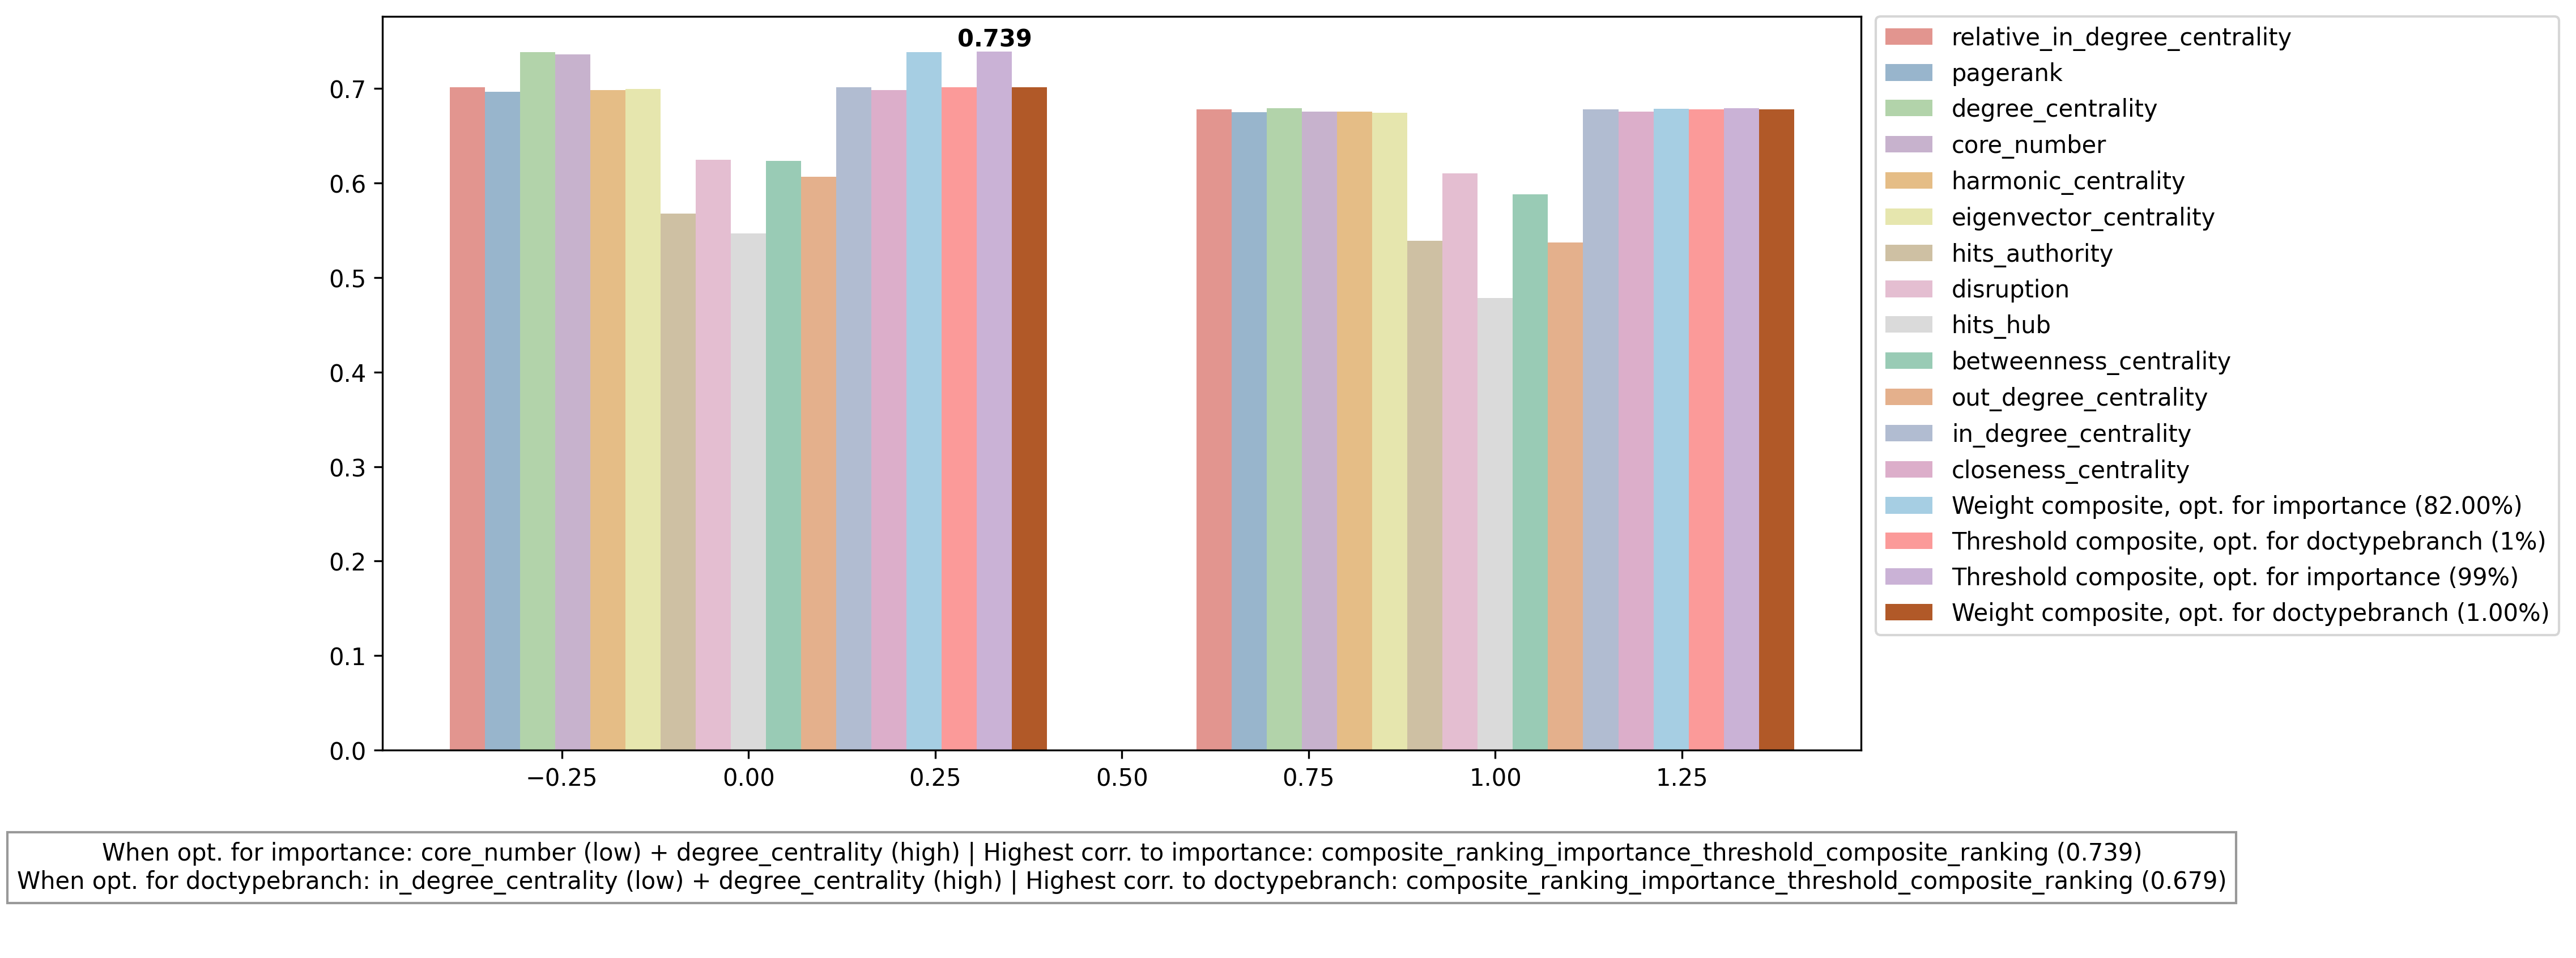 0.739
0.7
0.6
0.5
0.4
0.3
0.2
0.1
0.0
−0.25 0.00 0.25 0.50 0.75 1.00 1.25
relative_in_degree_centrality
pagerank
degree_centrality
core_number
harmonic_centrality
eigenvector_centrality
hits_authority
disruption
hits_hub
betweenness_centrality
out_degree_centrality
in_degree_centrality
closeness_centrality
Weight composite, opt. for importance (82.00%)
Threshold composite, opt. for doctypebranch (1%)
Threshold composite, opt. for importance (99%)
Weight composite, opt. for doctypebranch (1.00%)
When opt. for importance: core_number (low) + degree_centrality (high) | Highest corr. to importance: composite_ranking_importance_threshold_composite_ranking (0.739)
When opt. for doctypebranch: in_degree_centrality (low) + degree_centrality (high) | Highest corr. to doctypebranch: composite_ranking_importance_threshold_composite_ranking (0.679)